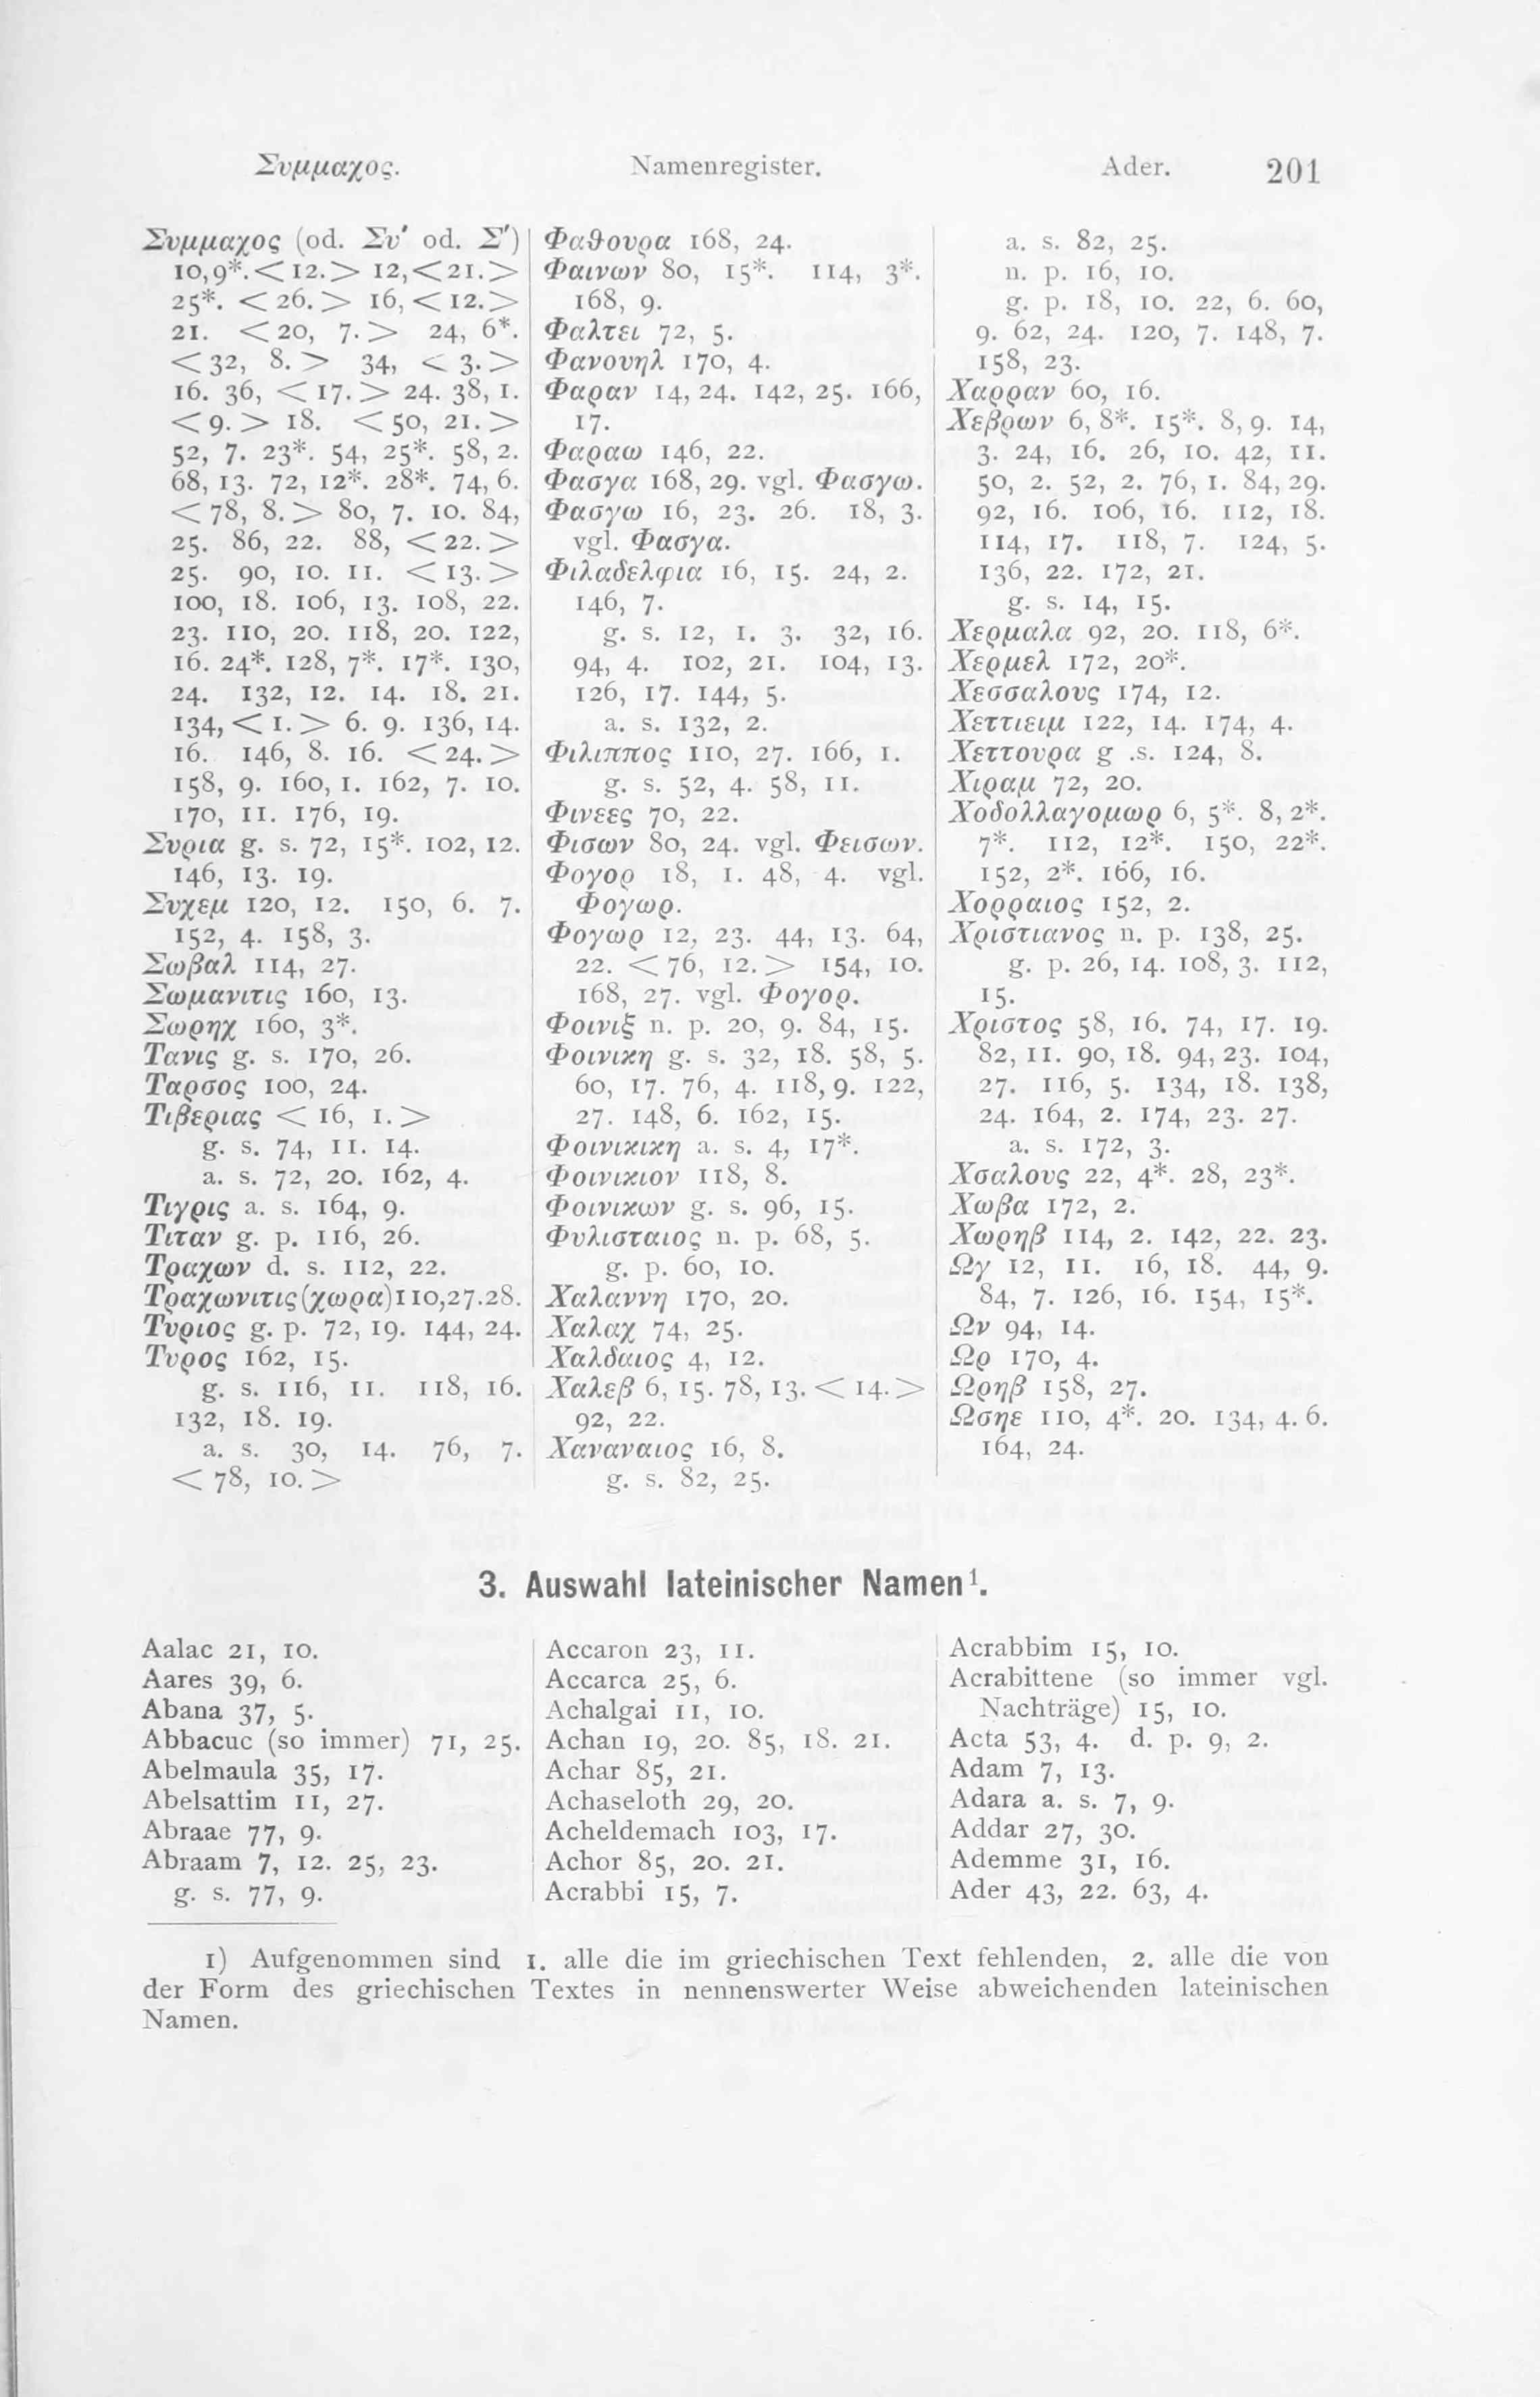 Συμμαχος. Namenregister. Ader. 201
Συμμαχος (od. Συ' od. Σ')
10,9*.<12.> 12,<21.>
25*. <26.> 16,<12.>
21. <20, 7.> 24, 6*.
<32, 8.> 34, <3.>
16. 36, <17.> 24. 38, 1.
<9.> 18. <50, 21.>
52, 7. 23*. 54, 25*. 58, 2.
68, 13. 72, 12*. 28*. 74, 6.
<78, 8.> 80, 7. 10. 84,
25. 86, 22. 88, <22.>
25. 90, 10. 11. <13.>
100, 18. 106, 13. 108, 22.
23. 110, 20. 118, 20. 122,
16. 24*. 128, 7*. 17*. 130,
24. 132, 12. 14. 18. 21.
134,<1.> 6. 9. 136, 14.
16. 146, 8. 16. <24.>
158, 9. 160, 1. 162, 7. 10.
170, 11. 176, 19.
Συρια g. s. 72, 15*. 102, 12.
146, 13. 19.
Συχεμ 120, 12. 150, 6. 7.
152, 4. 158, 3.
Σωβαλ 114, 27.
Σωμανιτις 160, 13.
Σωρηχ 160, 3*.
Τανις g. s. 170, 26.
Ταρσος 100, 24.
Τιβεριας <16, 1.>
g. s. 74, 11. 14.
a. s. 72, 20. 162, 4.
Τιγρις a. s. 164, 9.
Τιταν g. p. 116, 26.
Τραχων d. s. 112, 22.
Τραχωνιτις(χωρα)110,27.28.
Τυριος g. p. 72, 19. 144, 24.
Τυρος 162, 15.
g. s. 116, 11. 118, 16.
132, 18. 19.
a. s. 30, 14. 76, 7.
<78, 10.>
Φαθουρα 168, 24.
Φαινων 80, 15*. 114, 3*.
168, 9.
Φαλτει 72, 5.
Φανουηλ 170, 4.
Φαραν 14, 24. 142, 25. 166,
17.
Φαραω 146, 22.
Φασγα 168, 29. vgl. Φασγω.
Φασγω 16, 23. 26. 18, 3.
vgl. Φασγα.
Φιλαδελφια 16, 15. 24, 2.
146, 7.
g. s. 12, 1. 3. 32, 16.
94, 4. 102, 21. 104, 13.
126, 17. 144, 5.
a. s. 132, 2.
Φιλιππος 110, 27. 166, 1.
g. s. 52, 4. 58, 11.
Φινεες 70, 22.
Φισων 80, 24. vgl. Φεισων.
Φογορ 18, 1. 48, 4. vgl.
Φογωρ.
Φογωρ 12, 23. 44, 13. 64,
22. <76, 12.> 154, 10.
168, 27. vgl. Φογορ.
Φοινιξ n. p. 20, 9. 84, 15.
Φοινικη g. s. 32, 18. 58, 5.
60, 17. 76, 4. 118, 9. 122,
27. 148, 6. 162, 15.
Φοινικικη a. s. 4, 17*.
Φοινικιον 118, 8.
Φοινικων g. s. 96, 15.
Φυλισταιος n. p. 68, 5.
g. p. 60, 10.
Χαλαννη 170, 20.
Χαλαχ 74, 25.
Χαλδαιος 4, 12.
Χαλεβ 6, 15. 78, 13. <14.>
92, 22.
Χαναναιος 16, 8.
g. s. 82, 25.
a. s. 82, 25.
n. p. 16, 10.
g. p. 18, 10. 22, 6. 60,
9. 62, 24. 120, 7. 148, 7.
158, 23.
Χαρραν 60, 16.
Χεβρων 6, 8*. 15*. 8, 9. 14,
3. 24, 16. 26, 10. 42, 11.
50, 2. 52, 2. 76, 1. 84, 29.
92, 16. 106, 16. 112, 18.
114, 17. 118, 7. 124, 5.
136, 22. 172, 21.
g. s. 14, 15.
Χερμαλα 92, 20. 118, 6*.
Χερμελ 172, 20*.
Χεσσαλους 174, 12.
Χεττιειμ 122, 14. 174, 4.
Χεττουρα g .s. 124, 8.
Χιραμ 72, 20.
Χοδολλαγομωρ 6, 5*. 8, 2*.
7*. 112, 12*. 150, 22*.
152, 2*. 166, 16.
Χορραιος 152, 2.
Χριστιανος n. p. 138, 25.
g. p. 26, 14. 108, 3. 112,
15.
Χριστος 58, 16. 74, 17. 19.
82, 11. 90, 18. 94, 23. 104,
27. 116, 5. 134, 18. 138,
24. 164, 2. 174, 23. 27.
a. s. 172, 3.
Χσαλους 22, 4*. 28, 23*.
Χωβα 172, 2.
Χωρηβ 114, 2. 142, 22. 23.
Ωγ 12, 11. 16, 18. 44, 9.
84, 7. 126, 16. 154, 15*.
Ων 94, 14.
Ωρ 170, 4.
Ωρηβ 158, 27.
Ωσηε 110, 4*. 20. 134, 4. 6.
164, 24.
3. Auswahl lateinischer Namen¹.
Aalac 21, 10.
Aares 39, 6.
Abana 37, 5.
Abbacuc (so immer) 71, 25.
Abelmaula 35, 17.
Abelsattim 11, 27.
Abraae 77, 9.
Abraam 7, 12. 25, 23.
g. s. 77, 9.
Accaron 23, 11.
Accarca 25, 6.
Achalgai 11, 10.
Achan 19, 20. 85, 18. 21.
Achar 85, 21.
Achaseloth 29, 20.
Acheldemach 103, 17.
Achor 85, 20. 21.
Acrabbi 15, 7.
Acrabbim 15, 10.
Acrabittene (so immer vgl.
Nachträge) 15, 10.
Acta 53, 4. d. p. 9, 2.
Adam 7, 13.
Adara a. s. 7, 9.
Addar 27, 30.
Ademme 31, 16.
Ader 43, 22. 63, 4.
1) Aufgenommen sind 1. alle die im griechischen Text fehlenden, 2. alle die von
der Form des griechischen Textes in nennenswerter Weise abweichenden lateinischen
Namen.